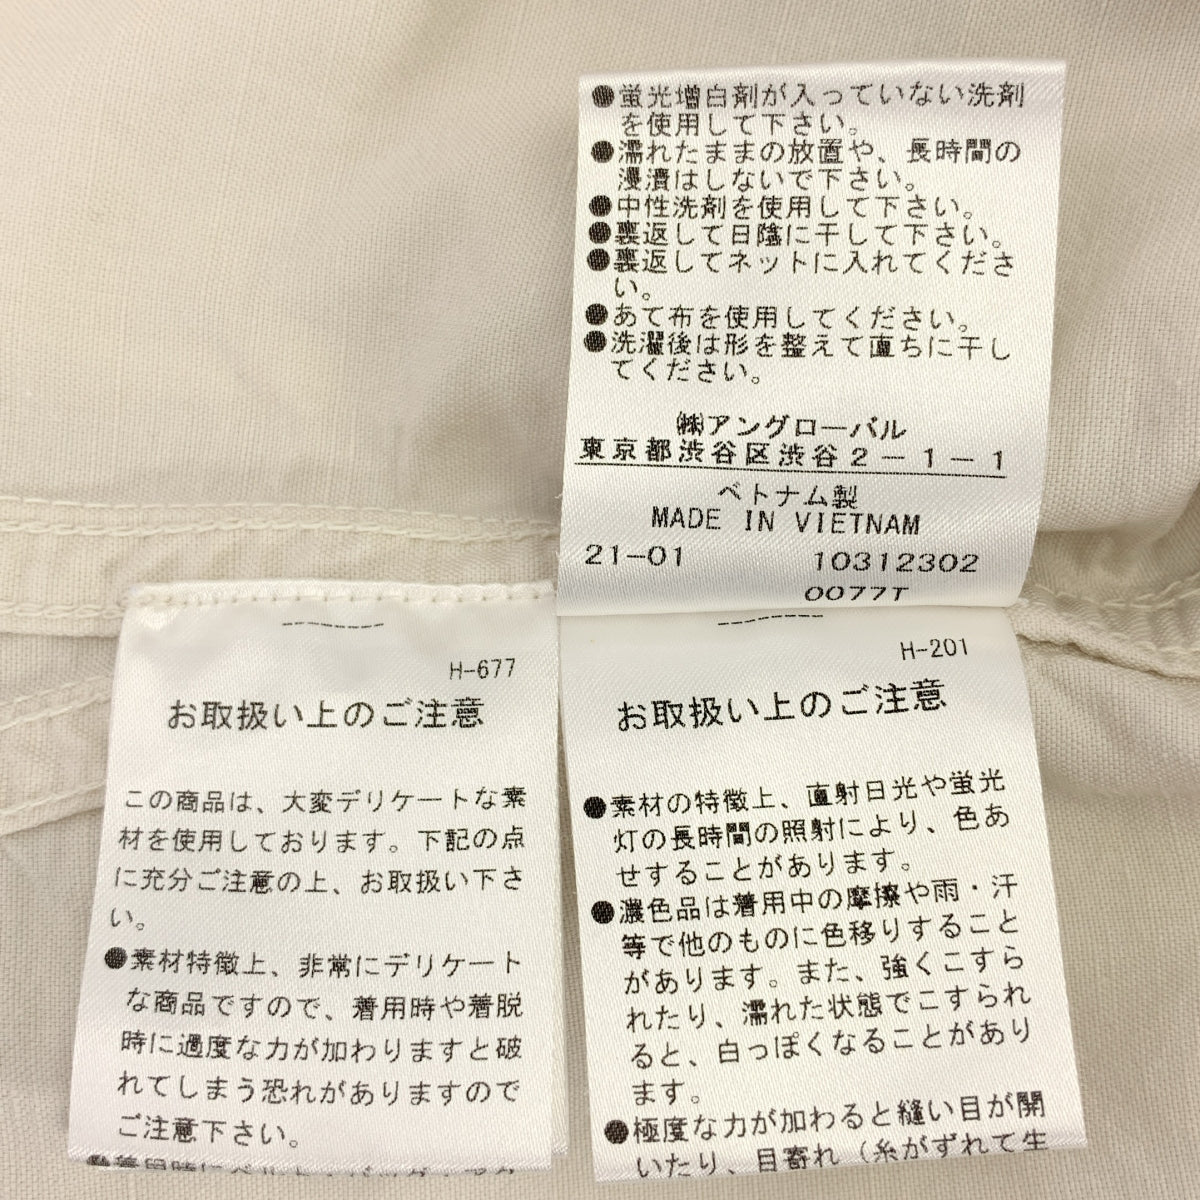 ●蛍光増白剤が入っていない洗剤
を使用して下さい。
●濡れたままの放置や、長時間の
浸漬はしないで下さい。
●中性洗剤を使用して下さい。
●裏返して日陰に干して下さい。
●裏返してネットに入れてくださ
い。
●あて布を使用してください。
●洗濯後は形を整えて直ちに干し
てください。
㈱アングローバル
東京都渋谷区渋谷2-1-1
ベトナム製
MADE IN VIETNAM
21-01 10312302
0077T
H-677
お取扱い上のご注意
この商品は、大変デリケートな素
材を使用しております。下記の点
に充分ご注意の上、お取扱い下さ
い。
●素材特徴上、非常にデリケート
な商品ですので、着用時や着脱
時に過度な力が加わりますと破
れてしまう恐れがありますので
ご注意下さい。
●着用時にベルト・バッグ・
H-201
お取扱い上のご注意
●素材の特徴上、直射日光や蛍光
灯の長時間の照射により、色あ
せすることがあります。
●濃色品は着用中の摩擦や雨・汗
等で他のものに色移りすること
があります。また、強くこすら
れたり、濡れた状態でこすられ
ると、白っぽくなることがあり
ます。
●極度な力が加わると縫い目が開
いたり、目寄れ（糸がずれて生